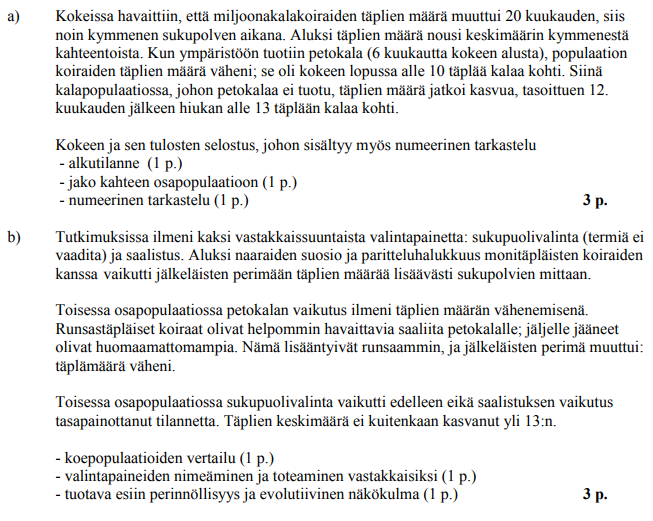 a) Kokeissa havaittiin, että miljoonakalakoiraiden täplien määrä muuttui 20 kuukauden, siis
noin kymmenen sukupolven aikana. Aluksi täplien määrä nousi keskimäärin kymmenestä
kahteentoista. Kun ympäristöön tuotiin petokala (6 kuukautta kokeen alusta), populaation
koiraiden täplien määrä väheni; se oli kokeen lopussa alle 10 täplää kalaa kohti. Siinä
kalapopulaatiossa, johon petokalaa ei tuotu, täplien määrä jatkoi kasvua, tasoittuen 12.
kuukauden jälkeen hiukan alle 13 täplään kalaa kohti.
Kokeen ja sen tulosten selostus, johon sisältyy myös numeerinen tarkastelu
- alkutilanne (1 p.)
- jako kahteen osapopulaatioon (1 p.)
- numeerinen tarkastelu (1 p.) 3 p.
b) Tutkimuksissa ilmeni kaksi vastakkaissuuntaista valintapainetta: sukupuolivalinta (termiä ei
vaadita) ja saalistus. Aluksi naaraiden suosio ja paritteluhalukkuus monitäpläisten koiraiden
kanssa vaikutti jälkeläisten perimään täplien määrää lisäävästi sukupolvien mittaan.
Toisessa osapopulaatiossa petokalan vaikutus ilmeni täplien määrän vähenemisenä.
Runsastäpläiset koiraat olivat helpommin havaittavia saaliita petokalalle; jäljelle jääneet
olivat huomaamattomampia. Nämä lisääntyivät runsaammin, ja jälkeläisten perimä muuttui:
täplämäärä väheni.
Toisessa osapopulaatiossa sukupuolivalinta vaikutti edelleen eikä saalistuksen vaikutus
tasapainottanut tilannetta. Täplien keskimäärä ei kuitenkaan kasvanut yli 13:n.
- koepopulaatioiden vertailu (1 p.)
- valintapaineiden nimeäminen ja toteaminen vastakkaisiksi (1 p.)
- tuotava esiin perinnöllisyys ja evolutiivinen näkökulma (1 p.) 3 p.